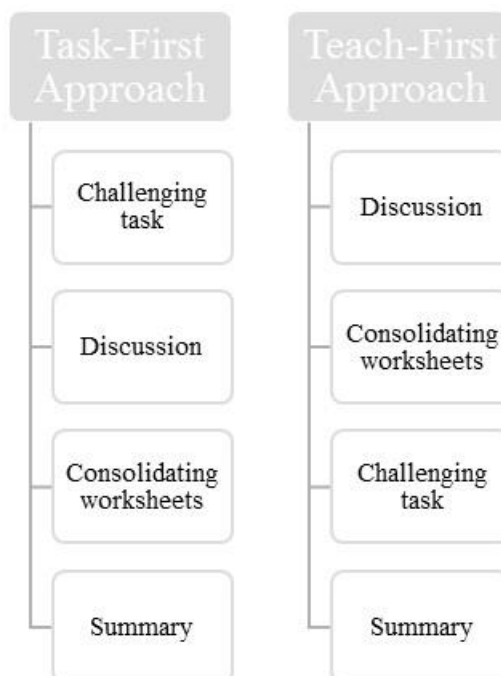 Task-First
Approach
Challenging
task
Discussion
Consolidating
worksheets
Summary
Teach-First
Approach
Discussion
Consolidating
worksheets
Challenging
task
Summary